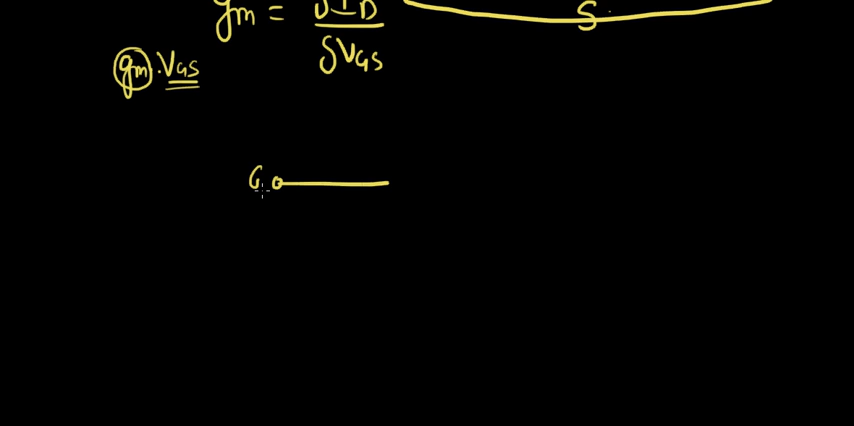 gm = δID / δVGS
S
gm · VGS
G